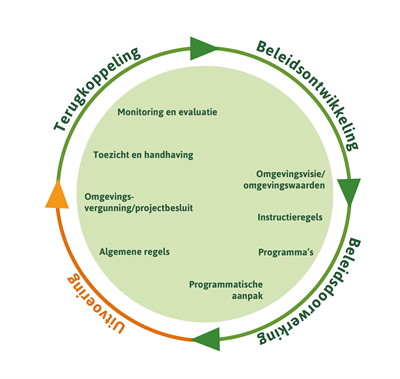 Terugkoppeling
Beleidsontwikkeling
Monitoring en evaluatie
Toezicht en handhaving
Omgevingsvisie/
omgevingswaarden
Omgevings-
vergunning/projectbesluit
Instructieregels
Algemene regels
Programma's
Programmatische
aanpak
Uitvoering
Beleidsdoorwerking